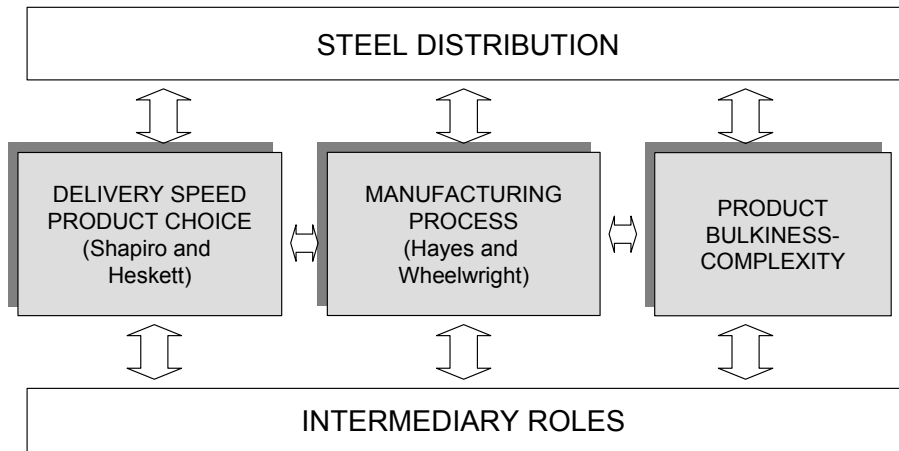 STEEL DISTRIBUTION
DELIVERY SPEED
PRODUCT CHOICE
(Shapiro and
Heskett)
MANUFACTURING
PROCESS
(Hayes and
Wheelwright)
PRODUCT
BULKINESS-
COMPLEXITY
INTERMEDIARY ROLES